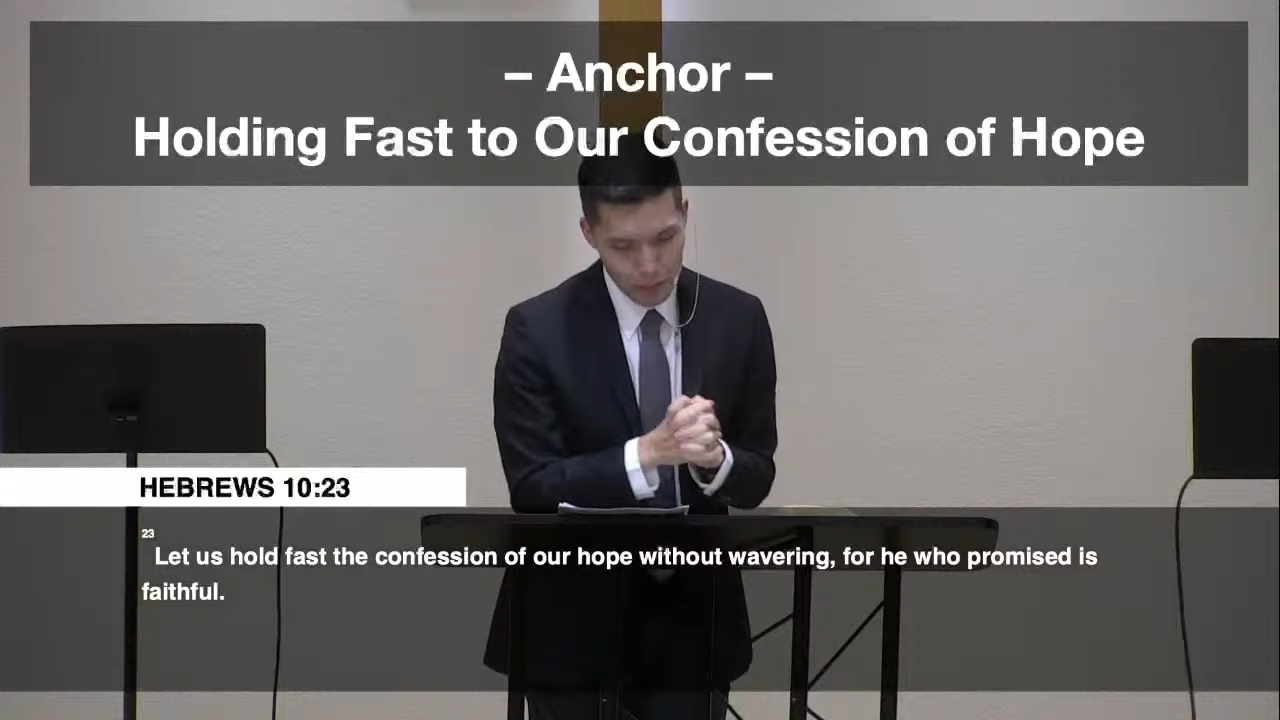 – Anchor –
Holding Fast to Our Confession of Hope
HEBREWS 10:23
23
Let us hold fast the confession of our hope without wavering, for he who promised is
faithful.